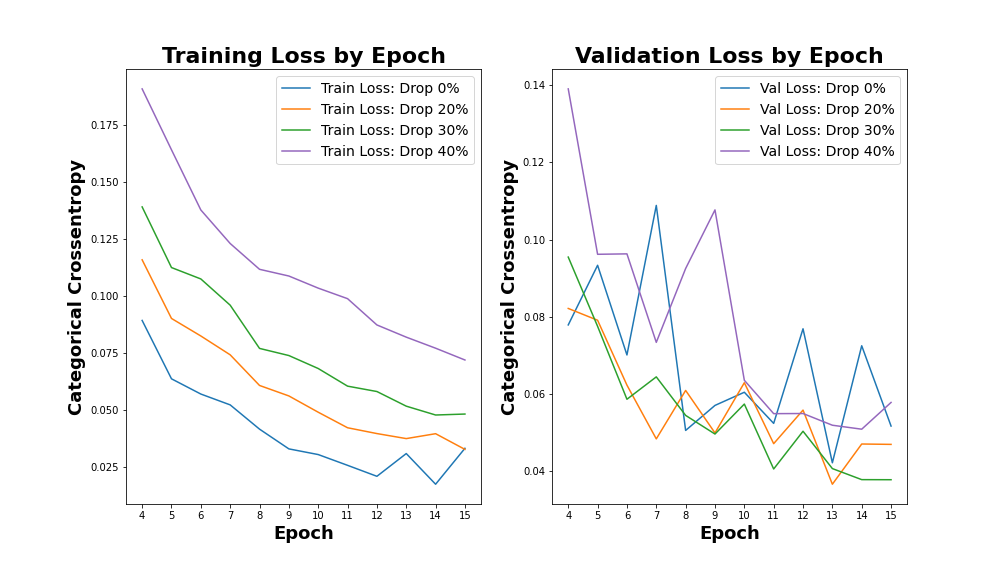 Training Loss by Epoch
Categorical Crossentropy
0.175
0.150
0.125
0.100
0.075
0.050
0.025
Train Loss: Drop 0%
Train Loss: Drop 20%
Train Loss: Drop 30%
Train Loss: Drop 40%
4 5 6 7 8 9 10 11 12 13 14 15
Epoch
Validation Loss by Epoch
Categorical Crossentropy
0.14
0.12
0.10
0.08
0.06
0.04
Val Loss: Drop 0%
Val Loss: Drop 20%
Val Loss: Drop 30%
Val Loss: Drop 40%
4 5 6 7 8 9 10 11 12 13 14 15
Epoch